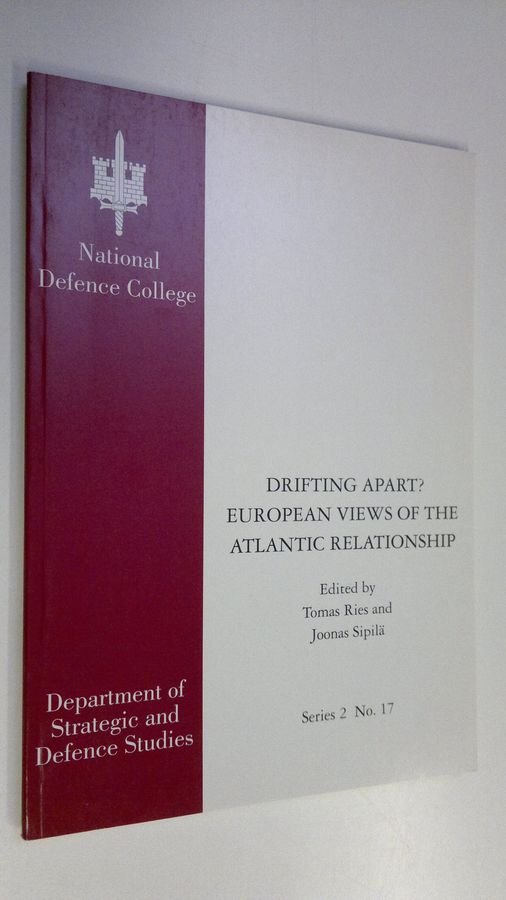 National
Defence College
DRIFTING APART?
EUROPEAN VIEWS OF THE
ATLANTIC RELATIONSHIP
Edited by
Tomas Ries and
Joonas Sipilä
Series 2 No. 17
Department of
Strategic and
Defence Studies